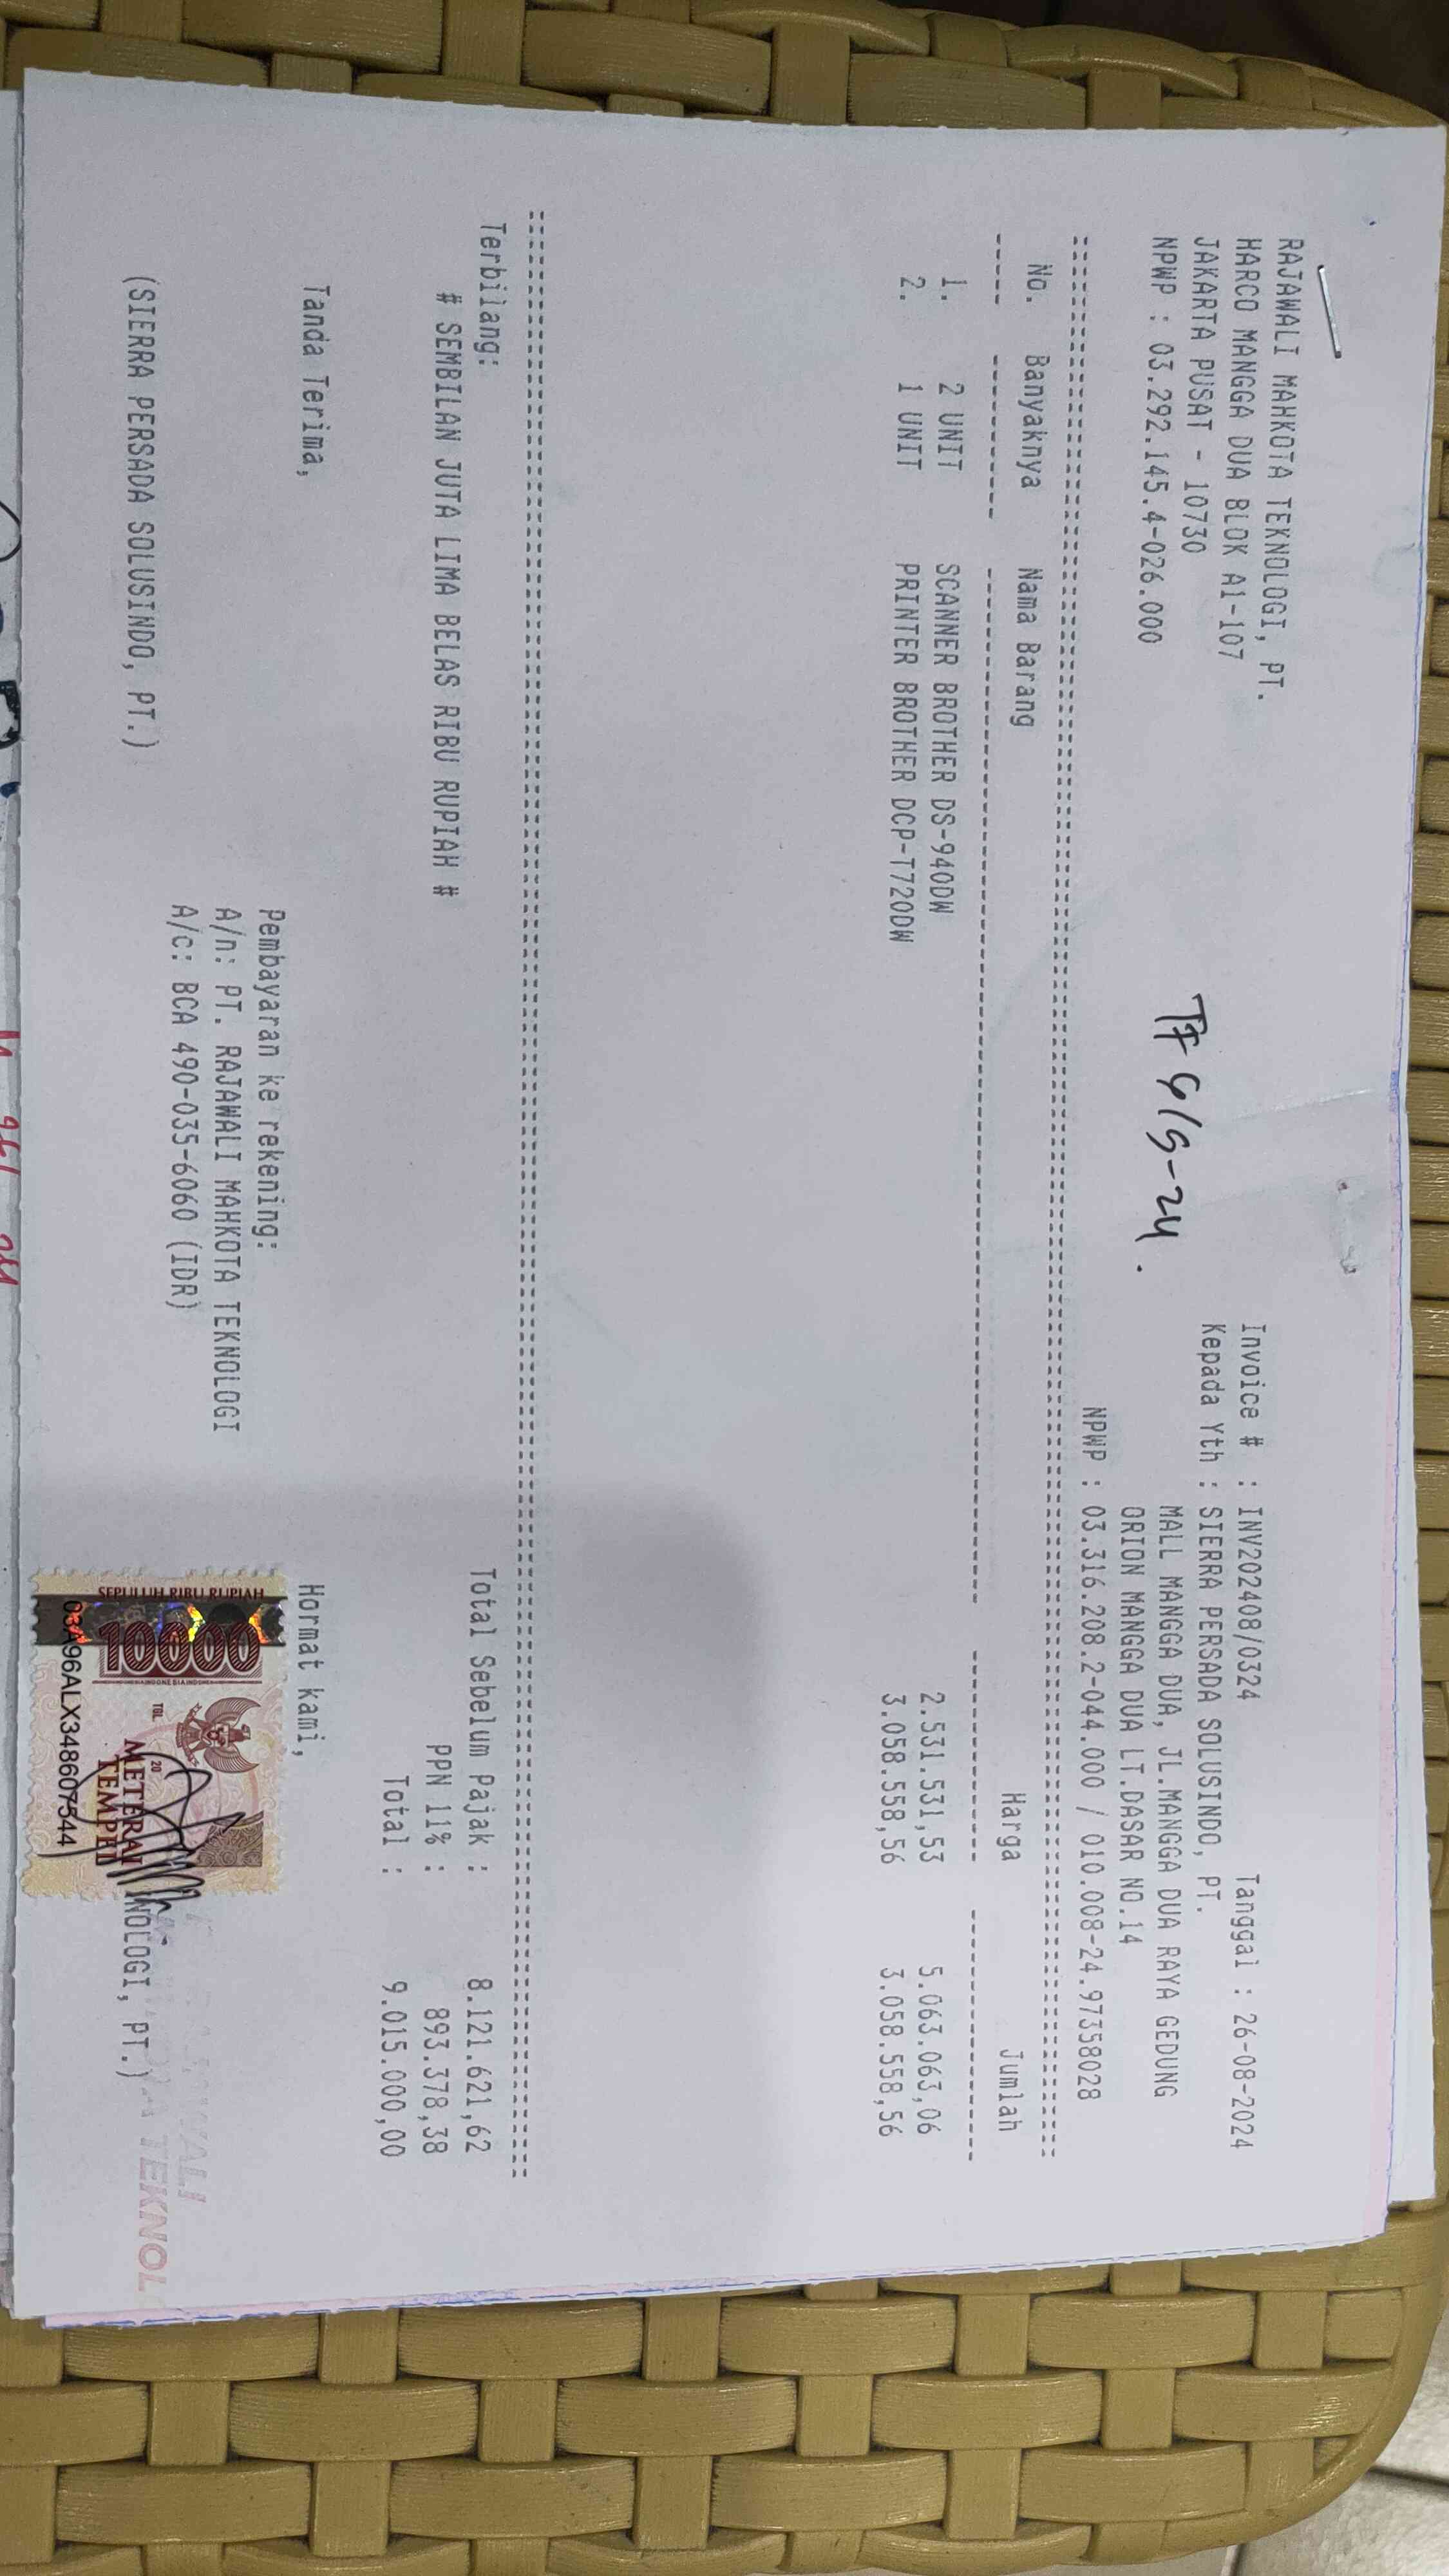 RAJAWALI MAHKOTA TEKNOLOGI, PT.
HARCO MANGGA DUA BLOK A1-107
JAKARTA PUSAT - 10730
NPWP : 03.292.145.4-026.000
TF 9/9-24.
Invoice # : INV202408/0324 Tanggal : 26-08-2024
Kepada Yth : SIERRA PERSADA SOLUSINDO, PT.
MALL MANGGA DUA, JL.MANGGA DUA RAYA GEDUNG
ORION MANGGA DUA LT.DASAR NO.14
NPWP : 03.316.208.2-044.000 / 010.008-24.97358028
No. Banyaknya Nama Barang Harga Jumlah
1. 2 UNIT SCANNER BROTHER DS-940DW 2.531.531,53 5.063.063,06
2. 1 UNIT PRINTER BROTHER DCP-T720DW 3.058.558,56 3.058.558,56
Terbilang:
# SEMBILAN JUTA LIMA BELAS RIBU RUPIAH #
Total Sebelum Pajak : 8.121.621,62
PPN 11% : 893.378,38
Total : 9.015.000,00
Tanda Terima,
(SIERRA PERSADA SOLUSINDO, PT.)
Pembayaran ke rekening:
A/n: PT. RAJAWALI MAHKOTA TEKNOLOGI
A/c: BCA 490-035-6060 (IDR)
Hormat kami,
SEPULUH RIBU RUPIAH
10000
TGL. 20
METERAI
TEMPEL
03A96ALX348607544
NOLOGI, PT.)
WALI
TEKNOL